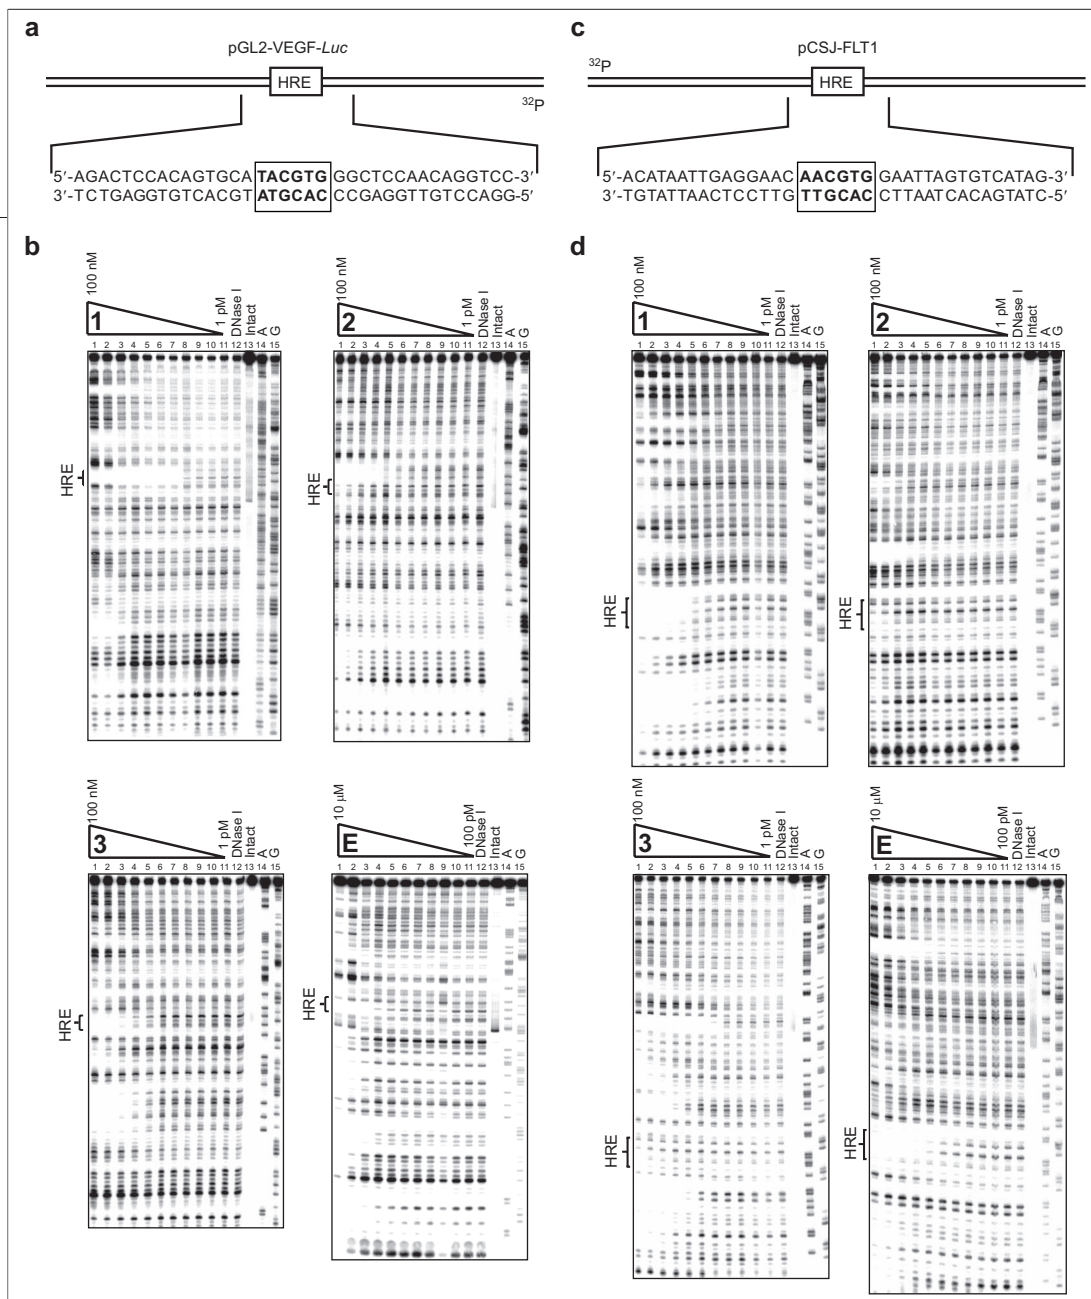 a
pGL2-VEGF-Luc
HRE
32P
5′-AGACTCCACAGTGCA TACGTG GGCTCCAACAGGTCC-3′
3′-TCTGAGGTGTCACGT ATGCAC CCGAGGTTGTCCAGG-5′
c
pCSJ-FLT1
32P
HRE
5′-ACATAATTGAGGAAC AACGTG GAATTAGTGTCATAG-3′
3′-TGTATTAACTCCTTG TTGCAC CTTAATCACAGTATC-5′
b
100 nM
1
1 pM
DNase I
Intact
A
G
1 2 3 4 5 6 7 8 9 10 11 12 13 14 15
HRE
100 nM
2
1 pM
DNase I
Intact
A
G
1 2 3 4 5 6 7 8 9 10 11 12 13 14 15
HRE
100 nM
3
1 pM
DNase I
Intact
A
G
1 2 3 4 5 6 7 8 9 10 11 12 13 14 15
HRE
10 μM
E
100 pM
DNase I
Intact
A
G
1 2 3 4 5 6 7 8 9 10 11 12 13 14 15
HRE
d
100 nM
1
1 pM
DNase I
Intact
A
G
1 2 3 4 5 6 7 8 9 10 11 12 13 14 15
HRE
100 nM
2
1 pM
DNase I
Intact
A
G
1 2 3 4 5 6 7 8 9 10 11 12 13 14 15
HRE
100 nM
3
1 pM
DNase I
Intact
A
G
1 2 3 4 5 6 7 8 9 10 11 12 13 14 15
HRE
10 μM
E
100 pM
DNase I
Intact
A
G
1 2 3 4 5 6 7 8 9 10 11 12 13 14 15
HRE